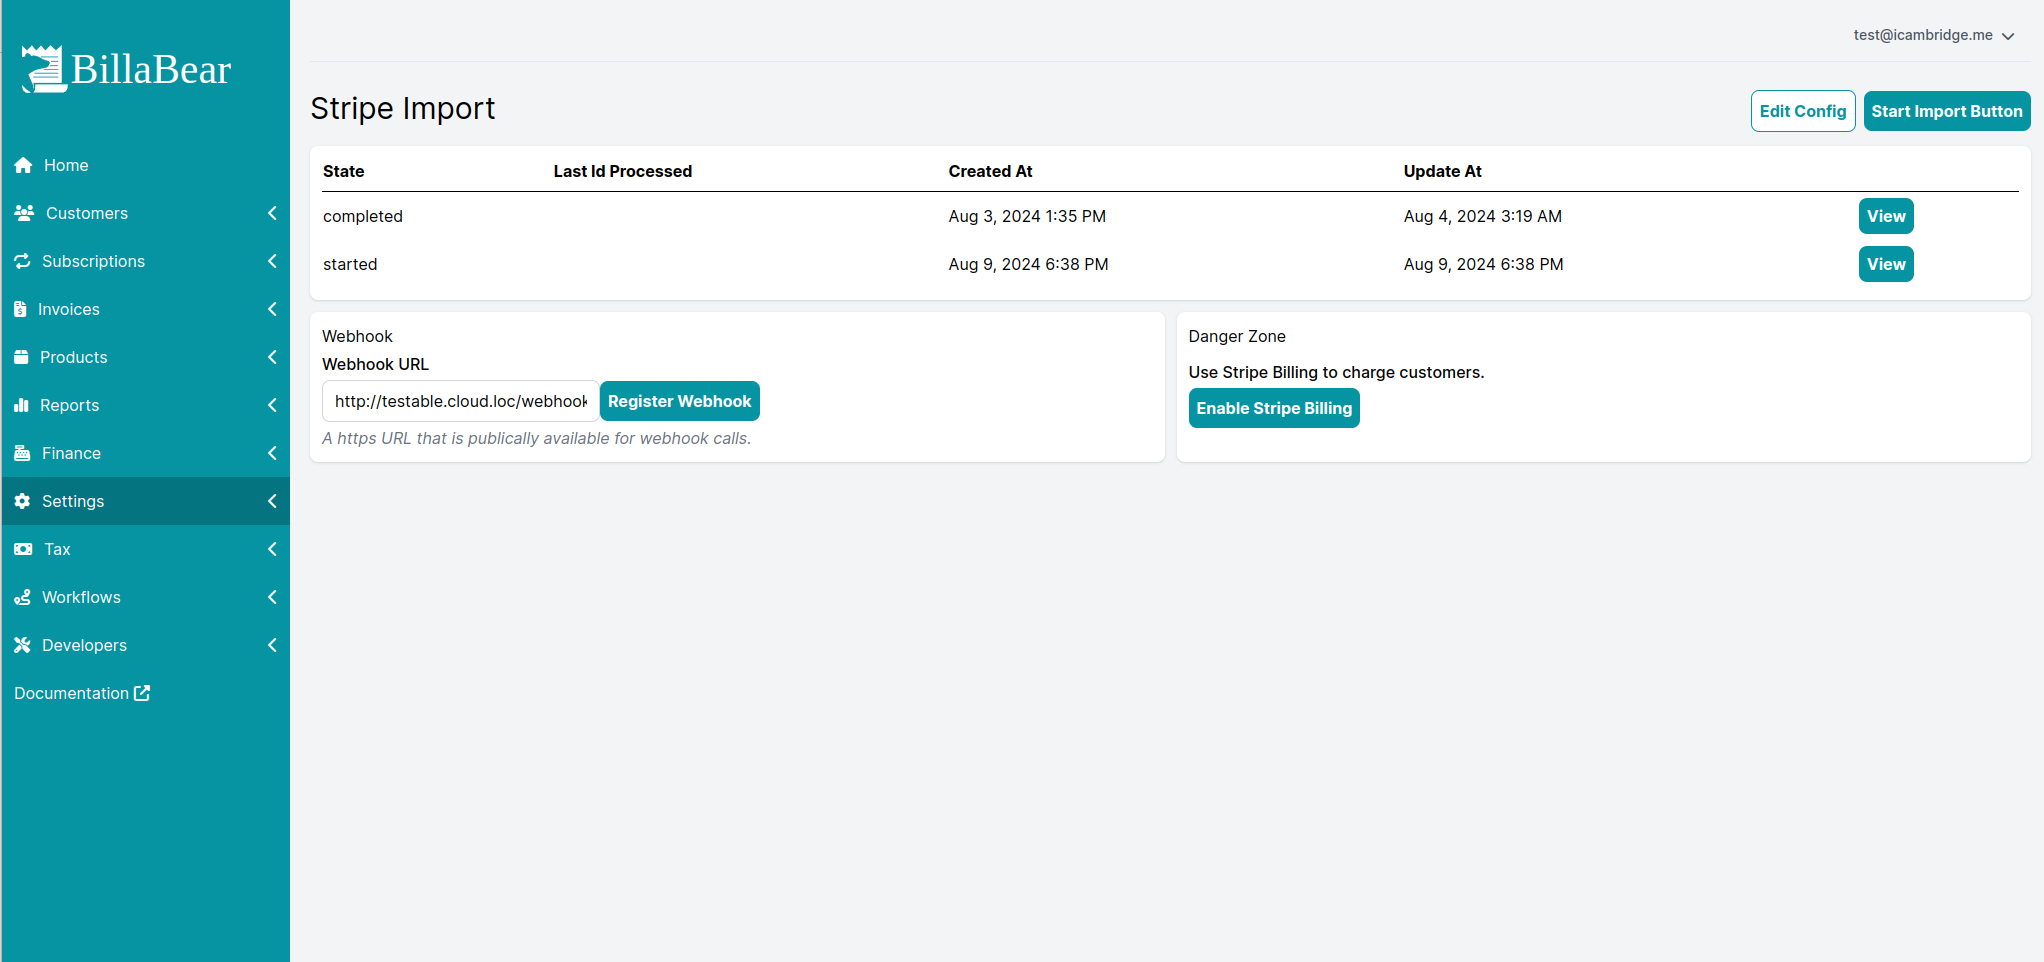 BillaBear
test@icambridge.me
Home
Customers
Subscriptions
Invoices
Products
Reports
Finance
Settings
Tax
Workflows
Developers
Documentation
Stripe Import
Edit Config
Start Import Button
State Last Id Processed Created At Update At
completed Aug 3, 2024 1:35 PM Aug 4, 2024 3:19 AM View
started Aug 9, 2024 6:38 PM Aug 9, 2024 6:38 PM View
Webhook
Webhook URL
http://testable.cloud.loc/webhook Register Webhook
A https URL that is publically available for webhook calls.
Danger Zone
Use Stripe Billing to charge customers.
Enable Stripe Billing